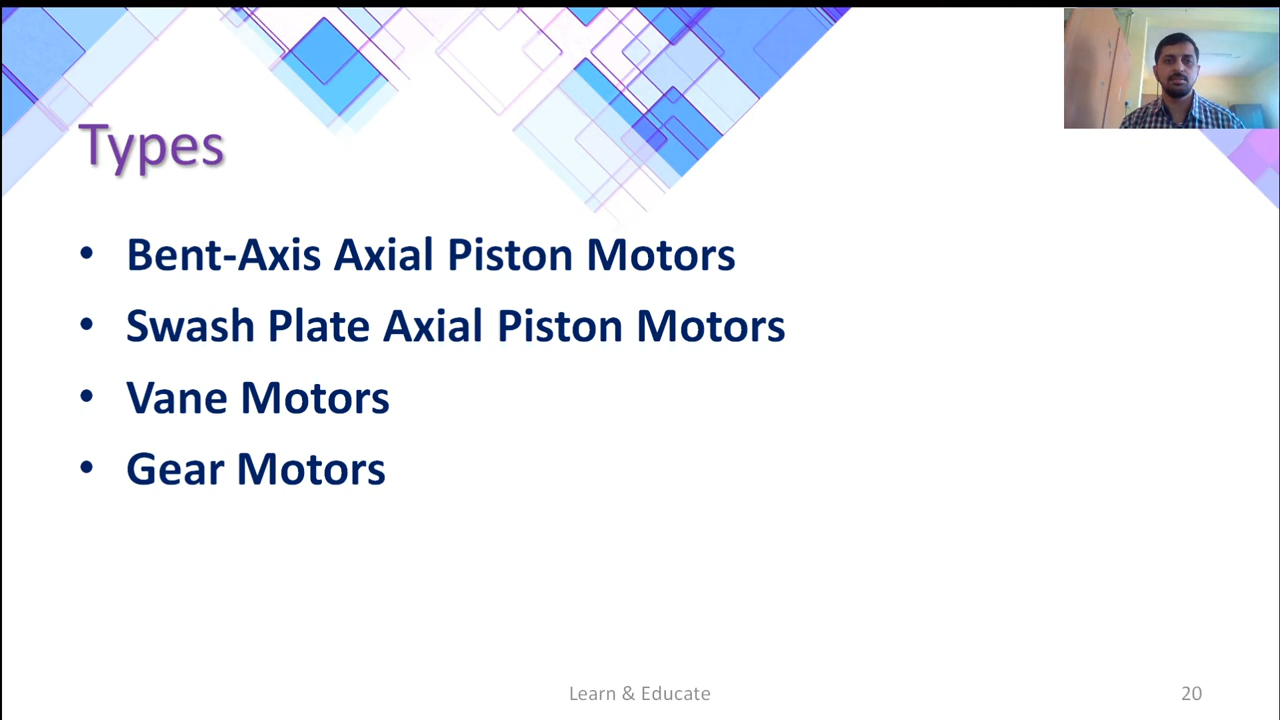 Types
• Bent-Axis Axial Piston Motors
• Swash Plate Axial Piston Motors
• Vane Motors
• Gear Motors
Learn & Educate
20